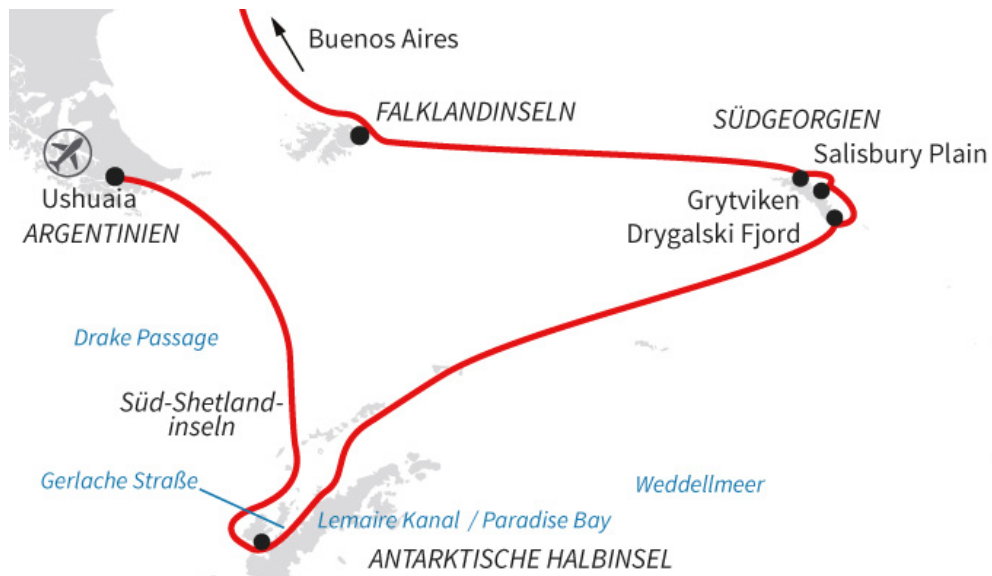 Buenos Aires
FALKLANDINSELN
SÜDGEORGIEN
Salisbury Plain
Ushuaia
Grytviken
ARGENTINIEN
Drygalski Fjord
Drake Passage
Süd-Shetland-
inseln
Gerlache Straße
Weddellmeer
Lemaire Kanal / Paradise Bay
ANTARKTISCHE HALBINSEL